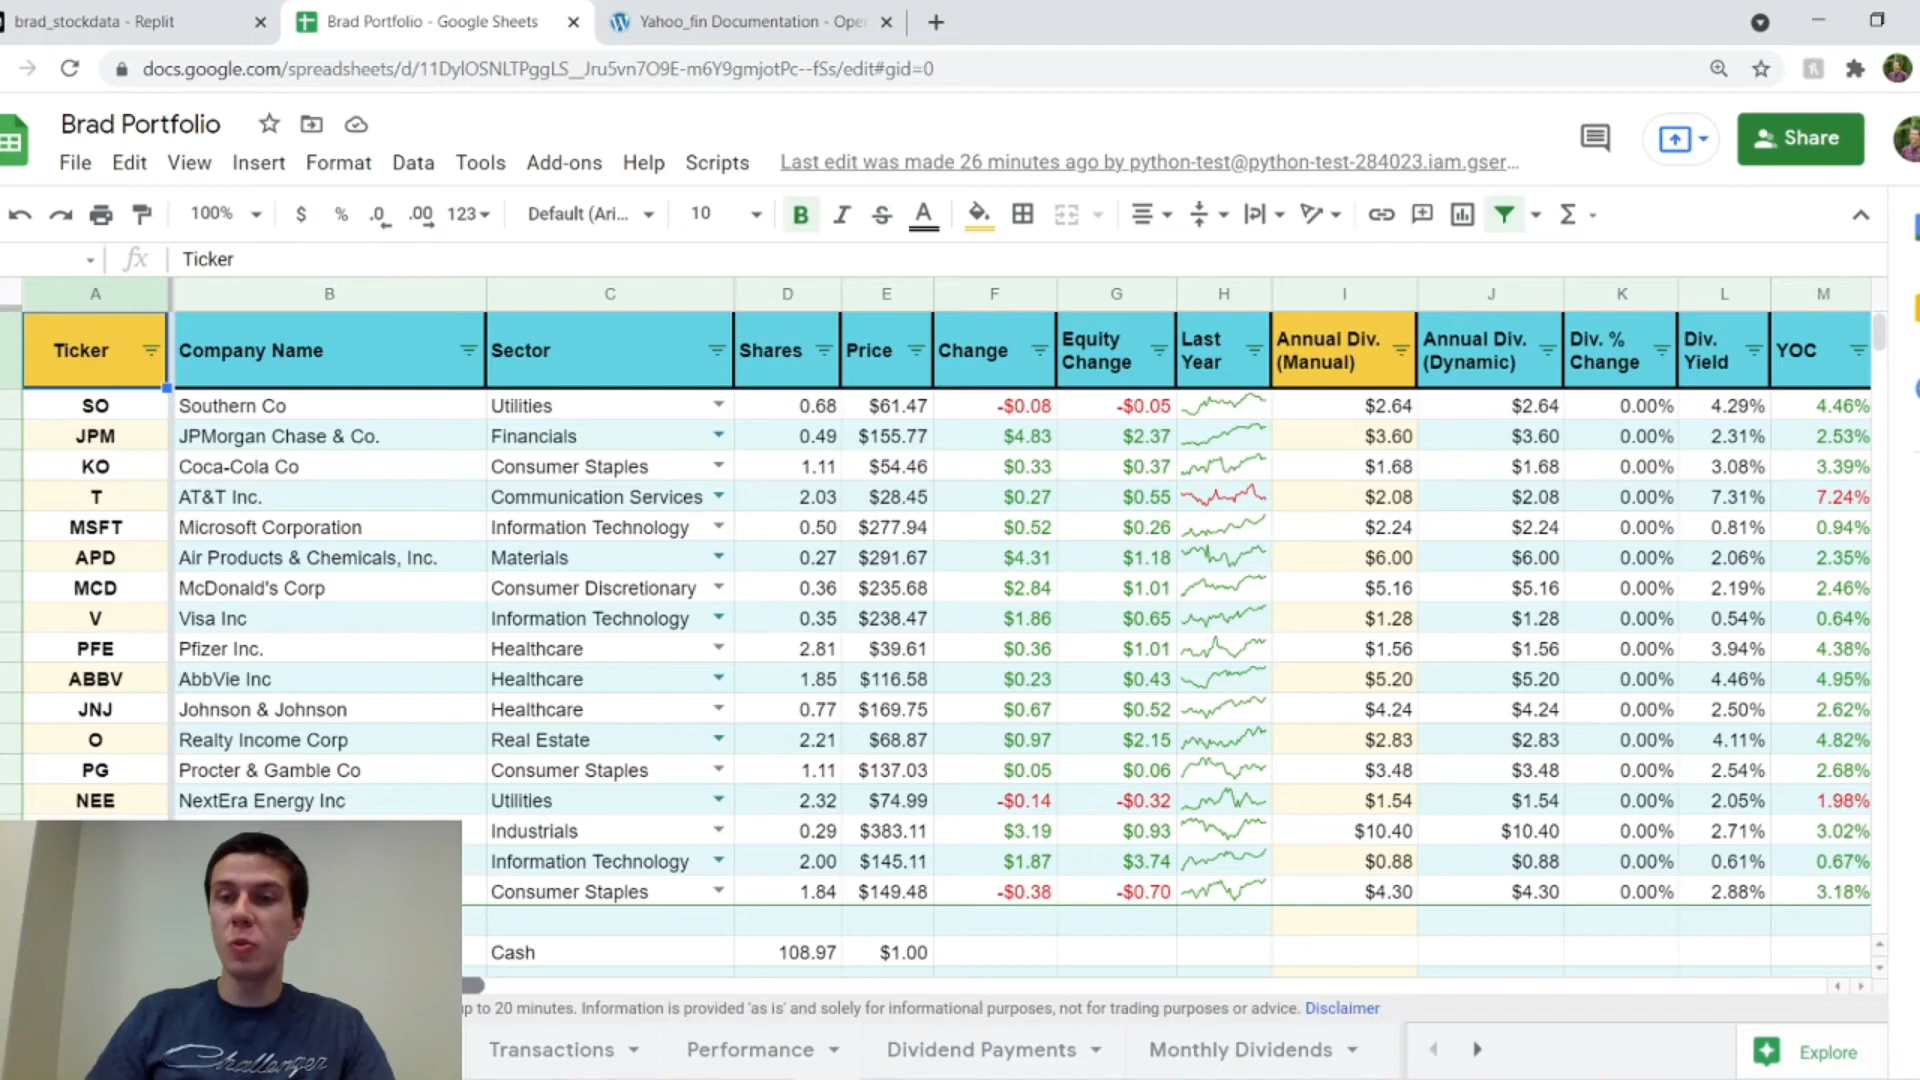 brad_stockdata - Replit
Brad Portfolio - Google Sheets
Yahoo_fin Documentation - Ope
docs.google.com/spreadsheets/d/11DylOSNLTPggLS__Jru5vn7O9E-m6Y9gmjotPc--fSs/edit#gid=0
Brad Portfolio
Share
File Edit View Insert Format Data Tools Add-ons Help Scripts Last edit was made 26 minutes ago by python-test@python-test-284023.iam.gser...
100% $ % .0 .00 123 Default (Ari... 10 B I S A Σ
fx Ticker
A B C D E F G H I J K L M
Ticker Company Name Sector Shares Price Change Equity Change Last Year Annual Div. (Manual) Annual Div. (Dynamic) Div. % Change Div. Yield YOC
SO Southern Co Utilities 0.68 $61.47 -$0.08 -$0.05 $2.64 $2.64 0.00% 4.29% 4.46%
JPM JPMorgan Chase & Co. Financials 0.49 $155.77 $4.83 $2.37 $3.60 $3.60 0.00% 2.31% 2.53%
KO Coca-Cola Co Consumer Staples 1.11 $54.46 $0.33 $0.37 $1.68 $1.68 0.00% 3.08% 3.39%
T AT&T Inc. Communication Services 2.03 $28.45 $0.27 $0.55 $2.08 $2.08 0.00% 7.31% 7.24%
MSFT Microsoft Corporation Information Technology 0.50 $277.94 $0.52 $0.26 $2.24 $2.24 0.00% 0.81% 0.94%
APD Air Products & Chemicals, Inc. Materials 0.27 $291.67 $4.31 $1.18 $6.00 $6.00 0.00% 2.06% 2.35%
MCD McDonald's Corp Consumer Discretionary 0.36 $235.68 $2.84 $1.01 $5.16 $5.16 0.00% 2.19% 2.46%
V Visa Inc Information Technology 0.35 $238.47 $1.86 $0.65 $1.28 $1.28 0.00% 0.54% 0.64%
PFE Pfizer Inc. Healthcare 2.81 $39.61 $0.36 $1.01 $1.56 $1.56 0.00% 3.94% 4.38%
ABBV AbbVie Inc Healthcare 1.85 $116.58 $0.23 $0.43 $5.20 $5.20 0.00% 4.46% 4.95%
JNJ Johnson & Johnson Healthcare 0.77 $169.75 $0.67 $0.52 $4.24 $4.24 0.00% 2.50% 2.62%
O Realty Income Corp Real Estate 2.21 $68.87 $0.97 $2.15 $2.83 $2.83 0.00% 4.11% 4.82%
PG Procter & Gamble Co Consumer Staples 1.11 $137.03 $0.05 $0.06 $3.48 $3.48 0.00% 2.54% 2.68%
NEE NextEra Energy Inc Utilities 2.32 $74.99 -$0.14 -$0.32 $1.54 $1.54 0.00% 2.05% 1.98%
Industrials 0.29 $383.11 $3.19 $0.93 $10.40 $10.40 0.00% 2.71% 3.02%
Information Technology 2.00 $145.11 $1.87 $3.74 $0.88 $0.88 0.00% 0.61% 0.67%
Consumer Staples 1.84 $149.48 -$0.38 -$0.70 $4.30 $4.30 0.00% 2.88% 3.18%
Cash 108.97 $1.00
up to 20 minutes. Information is provided 'as is' and solely for informational purposes, not for trading purposes or advice. Disclaimer
Transactions Performance Dividend Payments Monthly Dividends Explore
Challenger